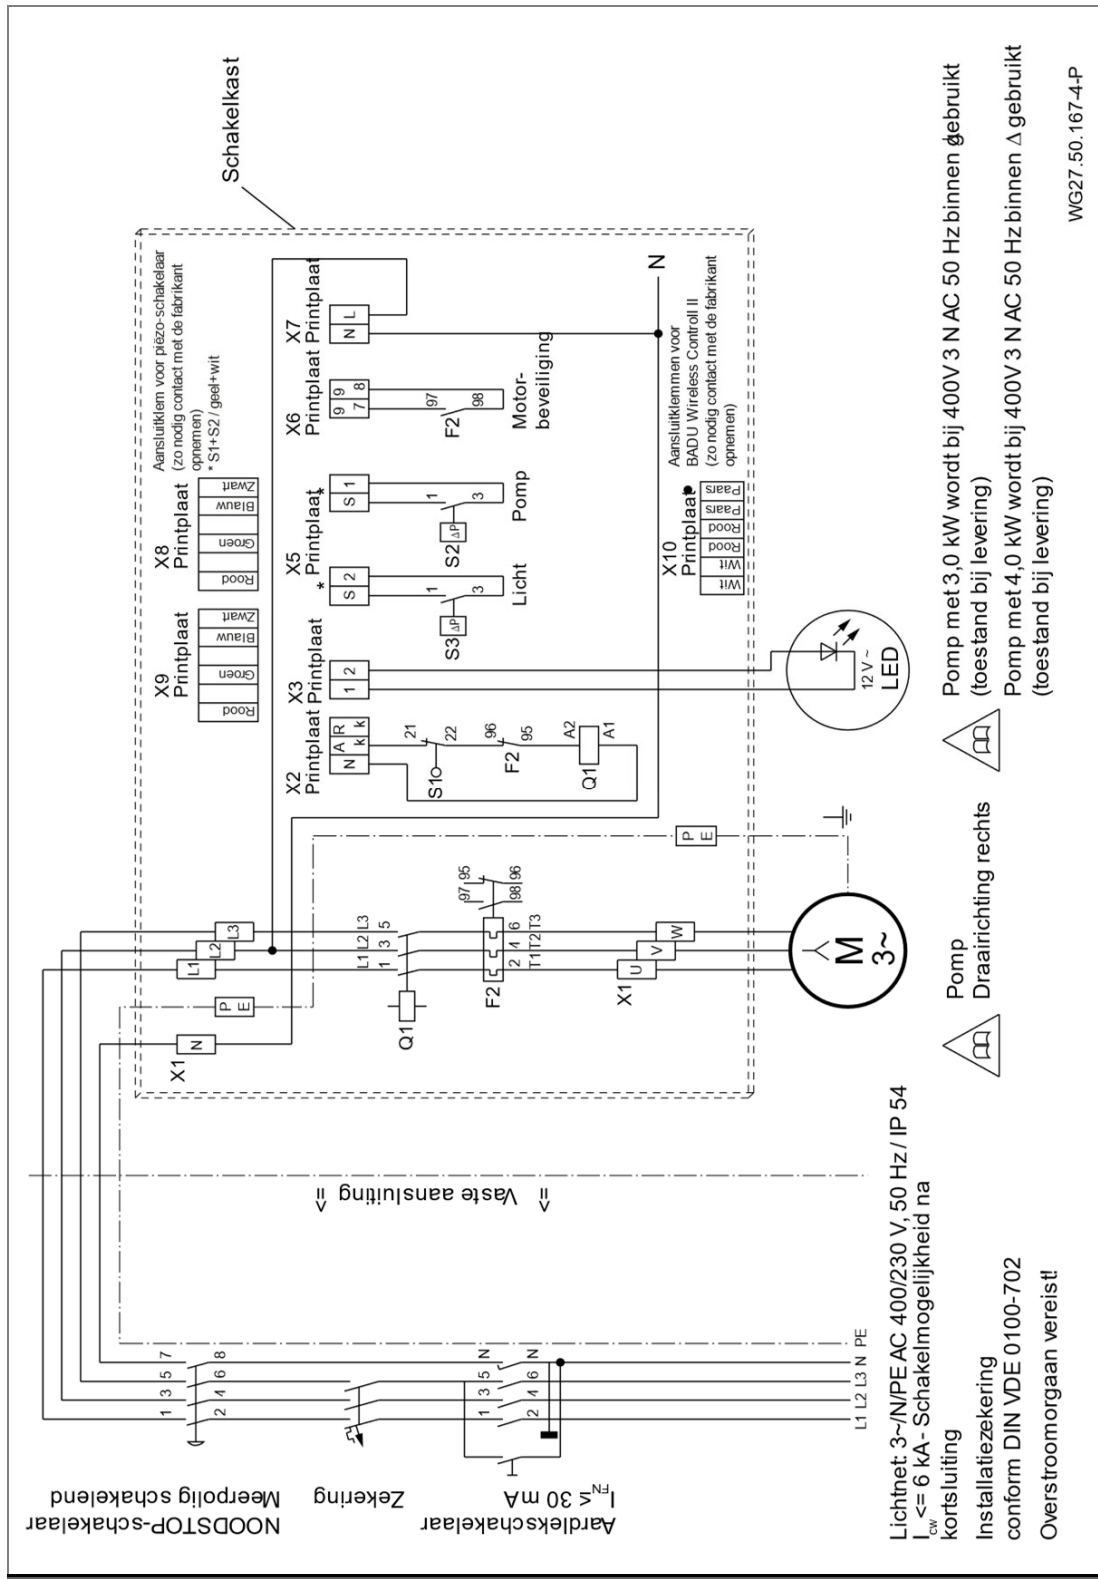 Schakelkast
Aansluitklem voor piëzo-schakelaar
(zo nodig contact met de fabrikant
opnemen)
* S1+S2 / geel+wit
X9
Printplaat
Rood
Groen
Blauw
Zwart
X8
Printplaat
Rood
Groen
Blauw
Zwart
X1
N
P E
L1
L2
L3
X2
Printplaat
N
A k
R k
X3
Printplaat
1 2
X5
Printplaat
*
S 2
*
S 1
X6
Printplaat
9 7
9 8
X7
Printplaat
N L
Q1
L1 L2 L3
1 3 5
F2
97 95
98 96
2 4 6
T1 T2 T3
X1
U
V
W
S1
21
22
96
F2
95
A2
Q1
A1
1
S3
ΔP
3
Licht
1
S2
ΔP
3
Pomp
97
F2
98
Motor-
beveiliging
N
Aansluitklemmen voor
BADU Wireless Controll II
(zo nodig contact met de fabrikant
opnemen)
X10
Printplaat
Wit
Wit
Rood
Rood
Paars
Paars
P E
M
3~
12 V ~
LED
=> Vaste aansluiting =>
NOODSTOP-schakelaar
Meerpolig schakelend
1 3 5 7
2 4 6 8
Zekering
Aardlekschakelaar
IFN ≤ 30 mA
1 3 5 N
2 4 6 N
L1 L2 L3 N PE
Lichtnet: 3~/N/PE AC 400/230 V, 50 Hz / IP 54
Icw <= 6 kA - Schakelmogelijkheid na
kortsluiting
Installatiezekering
conform DIN VDE 0100-702
Overstroomorgaan vereist!
Pomp
Draairichting rechts
Pomp met 3,0 kW wordt bij 400V 3 N AC 50 Hz binnen gebruikt
(toestand bij levering)
Pomp met 4,0 kW wordt bij 400V 3 N AC 50 Hz binnen Δ gebruikt
(toestand bij levering)
WG27.50.167-4-P